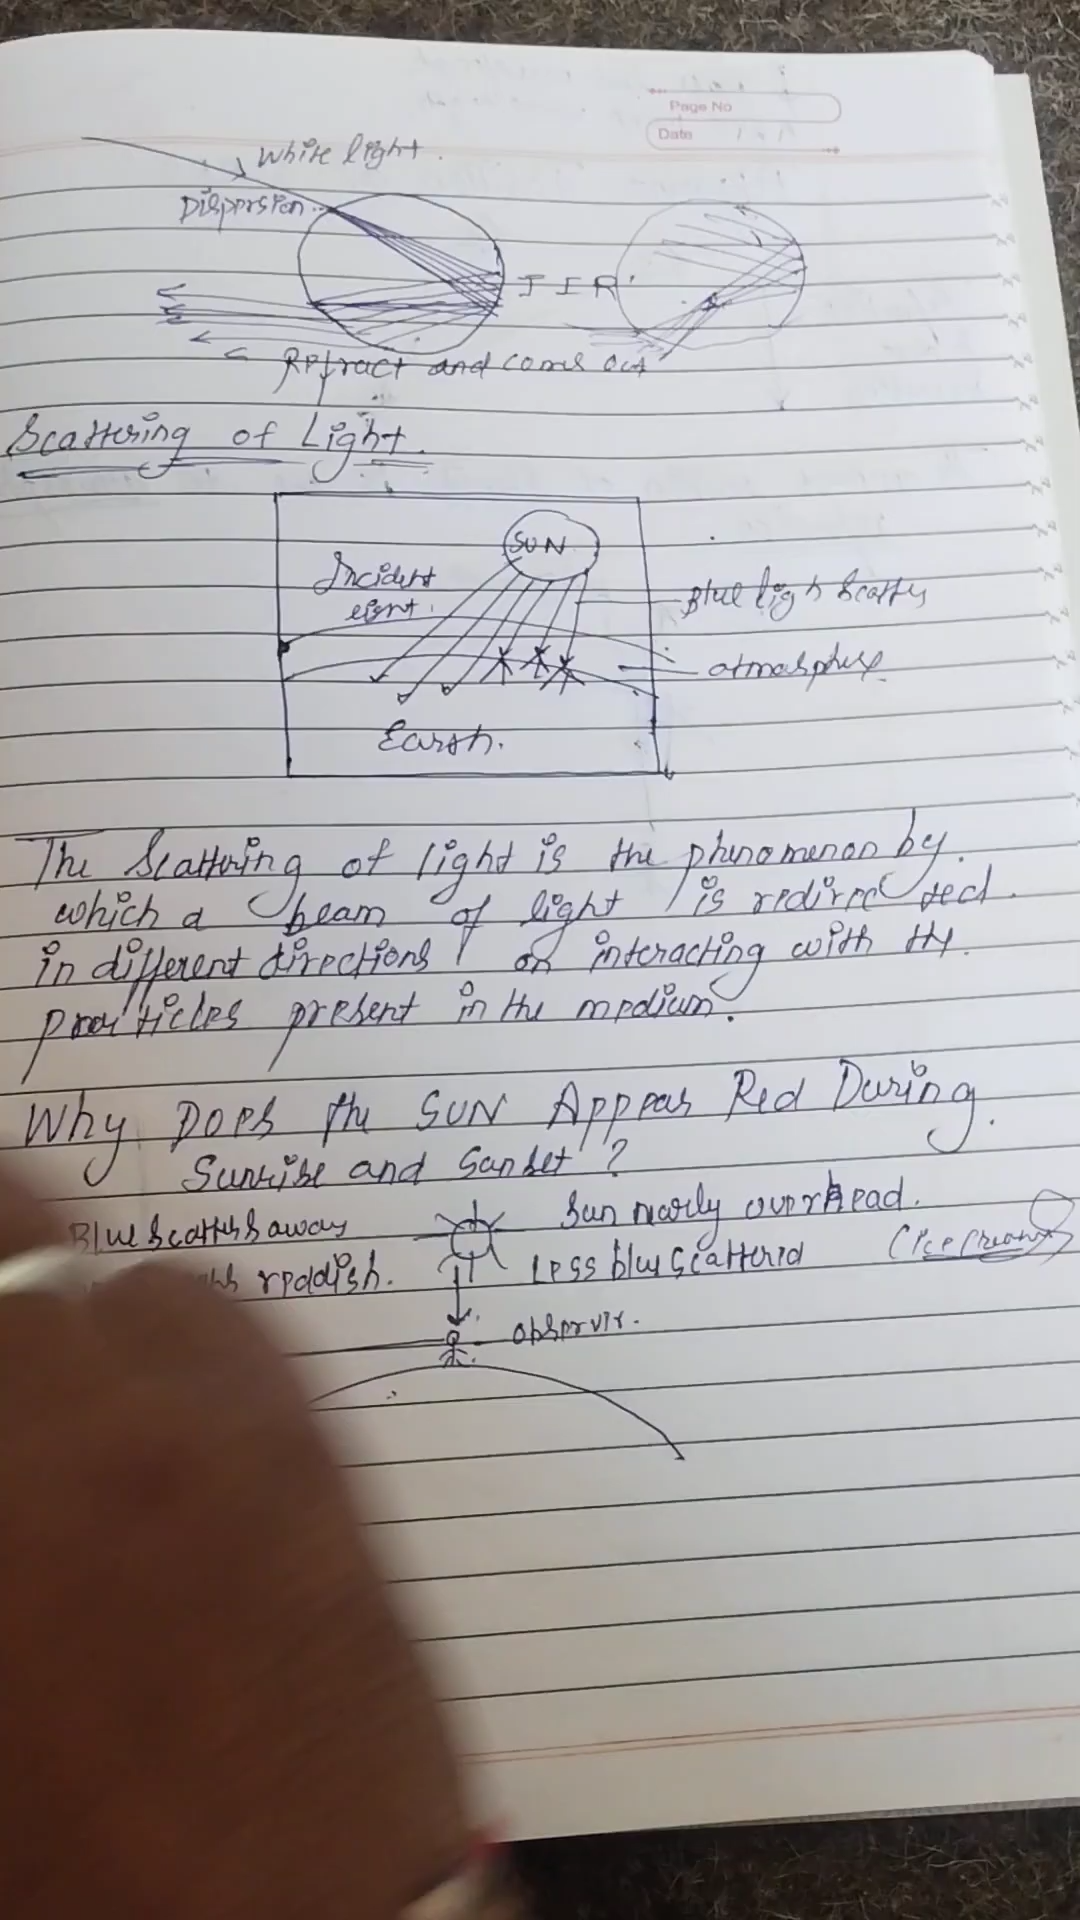 Page No
Date
White light.
Dispersion
T I R
Refract and comes out
Scattering of Light.
SUN
Incident
light.
Blue light Scatters
atmosphere
Earth.
The Scattering of light is the phenomenon by.
which a beam of light is redirected.
in different directions on interacting with the.
particles present in the medium.
Why Does the SUN Appear Red During.
Sunrise and Sunset ?
Blue Scatters away
Sun nearly overhead.
reddish.
Less blue Scattered
observer.